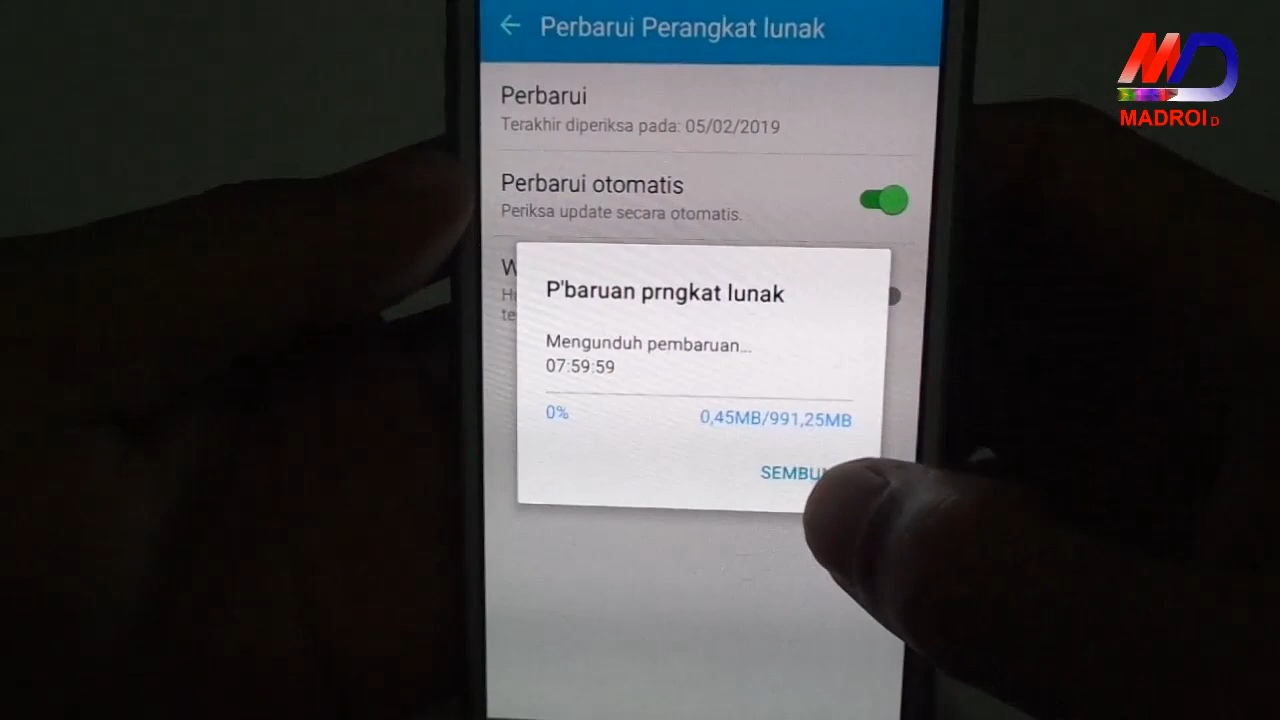 Perbarui Perangkat lunak
MADROID
Perbarui
Terakhir diperiksa pada: 05/02/2019
Perbarui otomatis
Periksa update secara otomatis.
P'baruan prngkat lunak
Mengunduh pembaruan...
07:59:59
0%
0,45MB/991,25MB